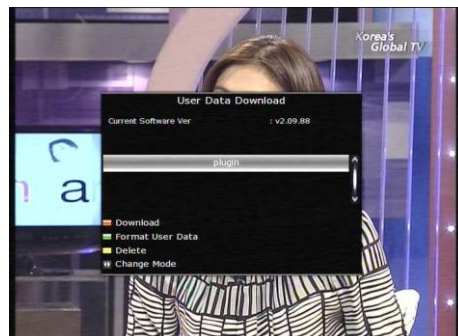 Korea's
Global TV
User Data Download
Current Software Ver : v2.09.88
plugin
Download
Format User Data
Delete
Change Mode
a